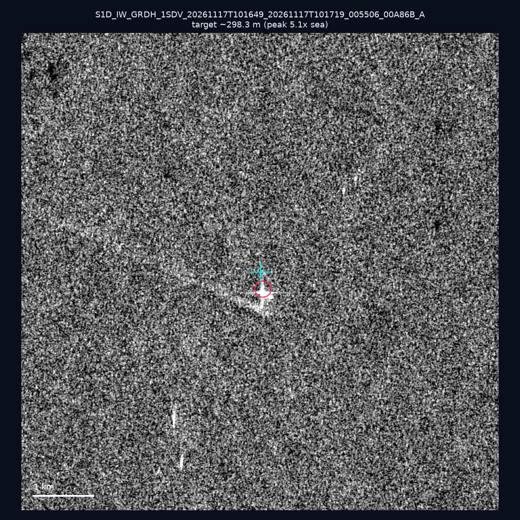 S1D_IW_GRDH_1SDV_20261117T101649_20261117T101719_005506_00A86B_A
target −298.3 m (peak 5.1x sea)
1 km